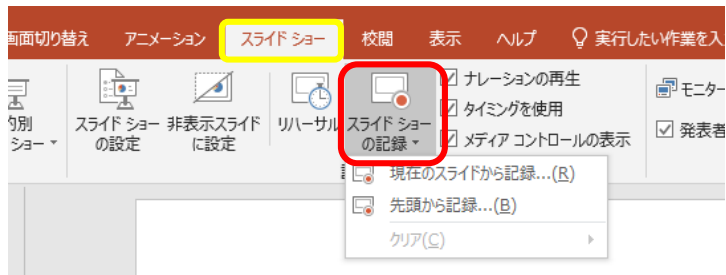 画面切り替え アニメーション スライド ショー 校閲 表示 ヘルプ 実行したい作業を入
スライド ショー
の設定
非表示スライド
に設定
リハーサル
スライド ショー
の記録
ナレーションの再生
タイミングを使用
メディア コントロールの表示
モニター
発表者
ショー
現在のスライドから記録...(R)
先頭から記録...(B)
クリア(C)